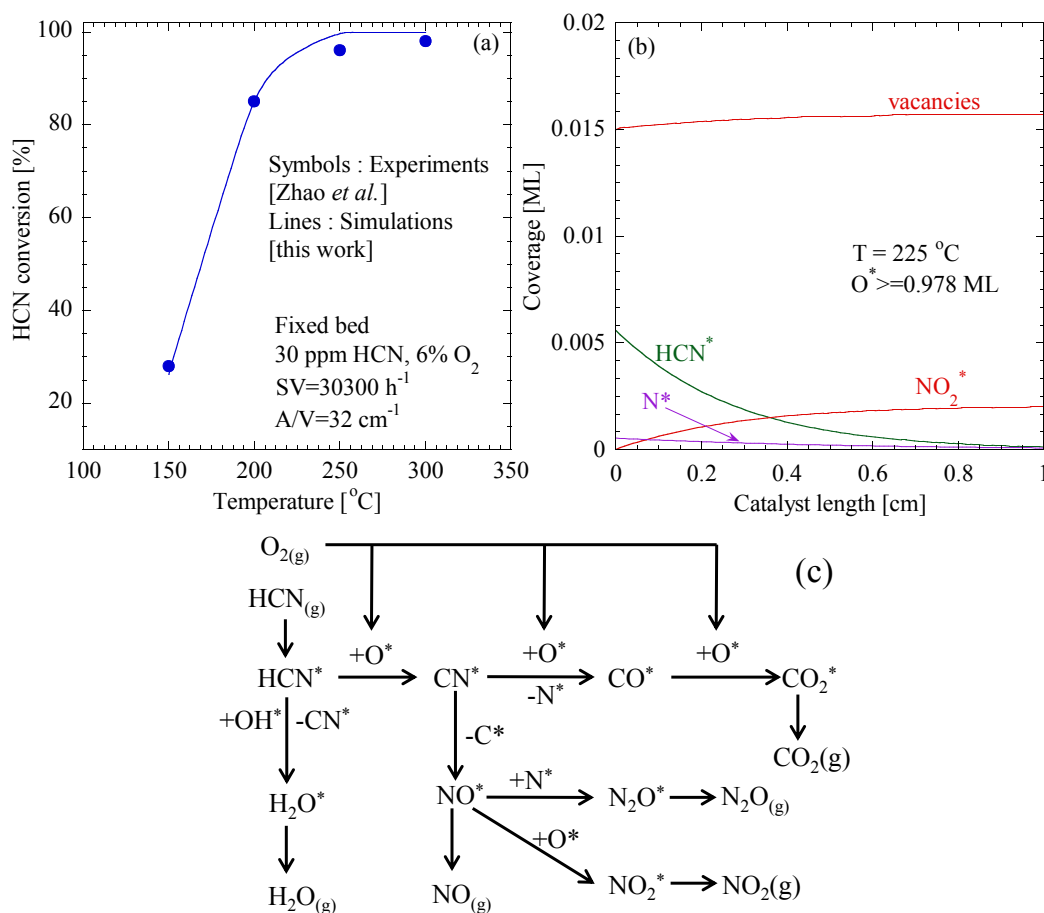 (a)
100
80
60
40
20
HCN conversion [%]
Symbols : Experiments
[Zhao et al.]
Lines : Simulations
[this work]
Fixed bed
30 ppm HCN, 6% O₂
SV=30300 h⁻¹
A/V=32 cm⁻¹
100 150 200 250 300 350
Temperature [°C]
(b)
0.02
0.015
0.01
0.005
0
Coverage [ML]
vacancies
T = 225 °C
O*>=0.978 ML
HCN*
N*
NO₂*
0 0.2 0.4 0.6 0.8 1
Catalyst length [cm]
(c)
O₂(g)
HCN(g)
+O* +O* +O*
HCN* CN* CO* CO₂*
-N*
+OH* -CN*
-C*
CO₂(g)
+N*
H₂O* NO* N₂O* N₂O(g)
+O*
H₂O(g) NO(g) NO₂* NO₂(g)